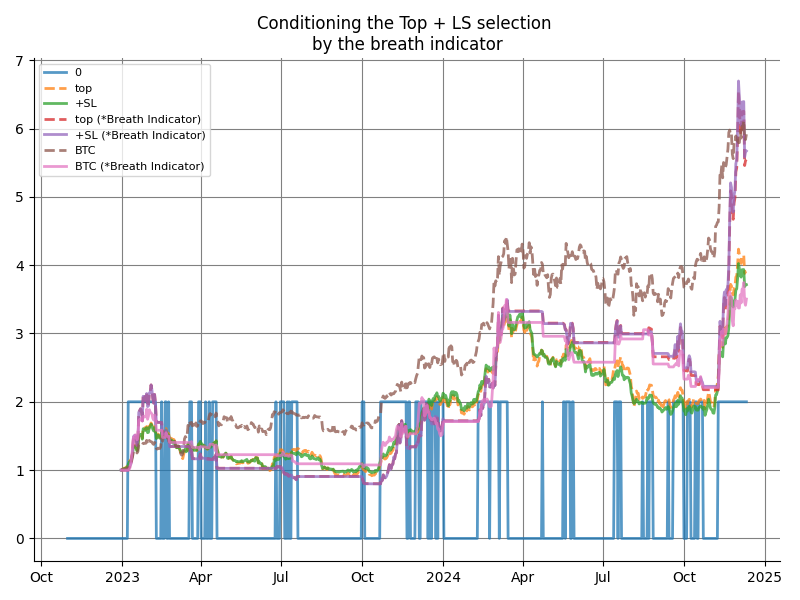 Conditioning the Top + LS selection
by the breath indicator
7
6
5
4
3
2
1
0
0
top
+SL
top (*Breath Indicator)
+SL (*Breath Indicator)
BTC
BTC (*Breath Indicator)
Oct
2023
Apr
Jul
Oct
2024
Apr
Jul
Oct
2025